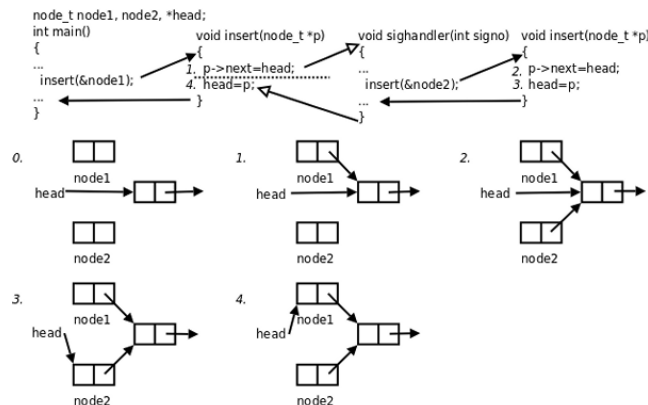 node_t node1, node2, *head;
int main()
{
...
insert(&node1);
...
}
void insert(node_t *p)
{
1. p->next=head;
4. head=p;
}
void sighandler(int signo)
{
...
insert(&node2);
...
}
void insert(node_t *p)
{
2. p->next=head;
3. head=p;
}
0.
node1
head
node2
1.
node1
head
node2
2.
node1
head
node2
3.
node1
head
node2
4.
node1
head
node2